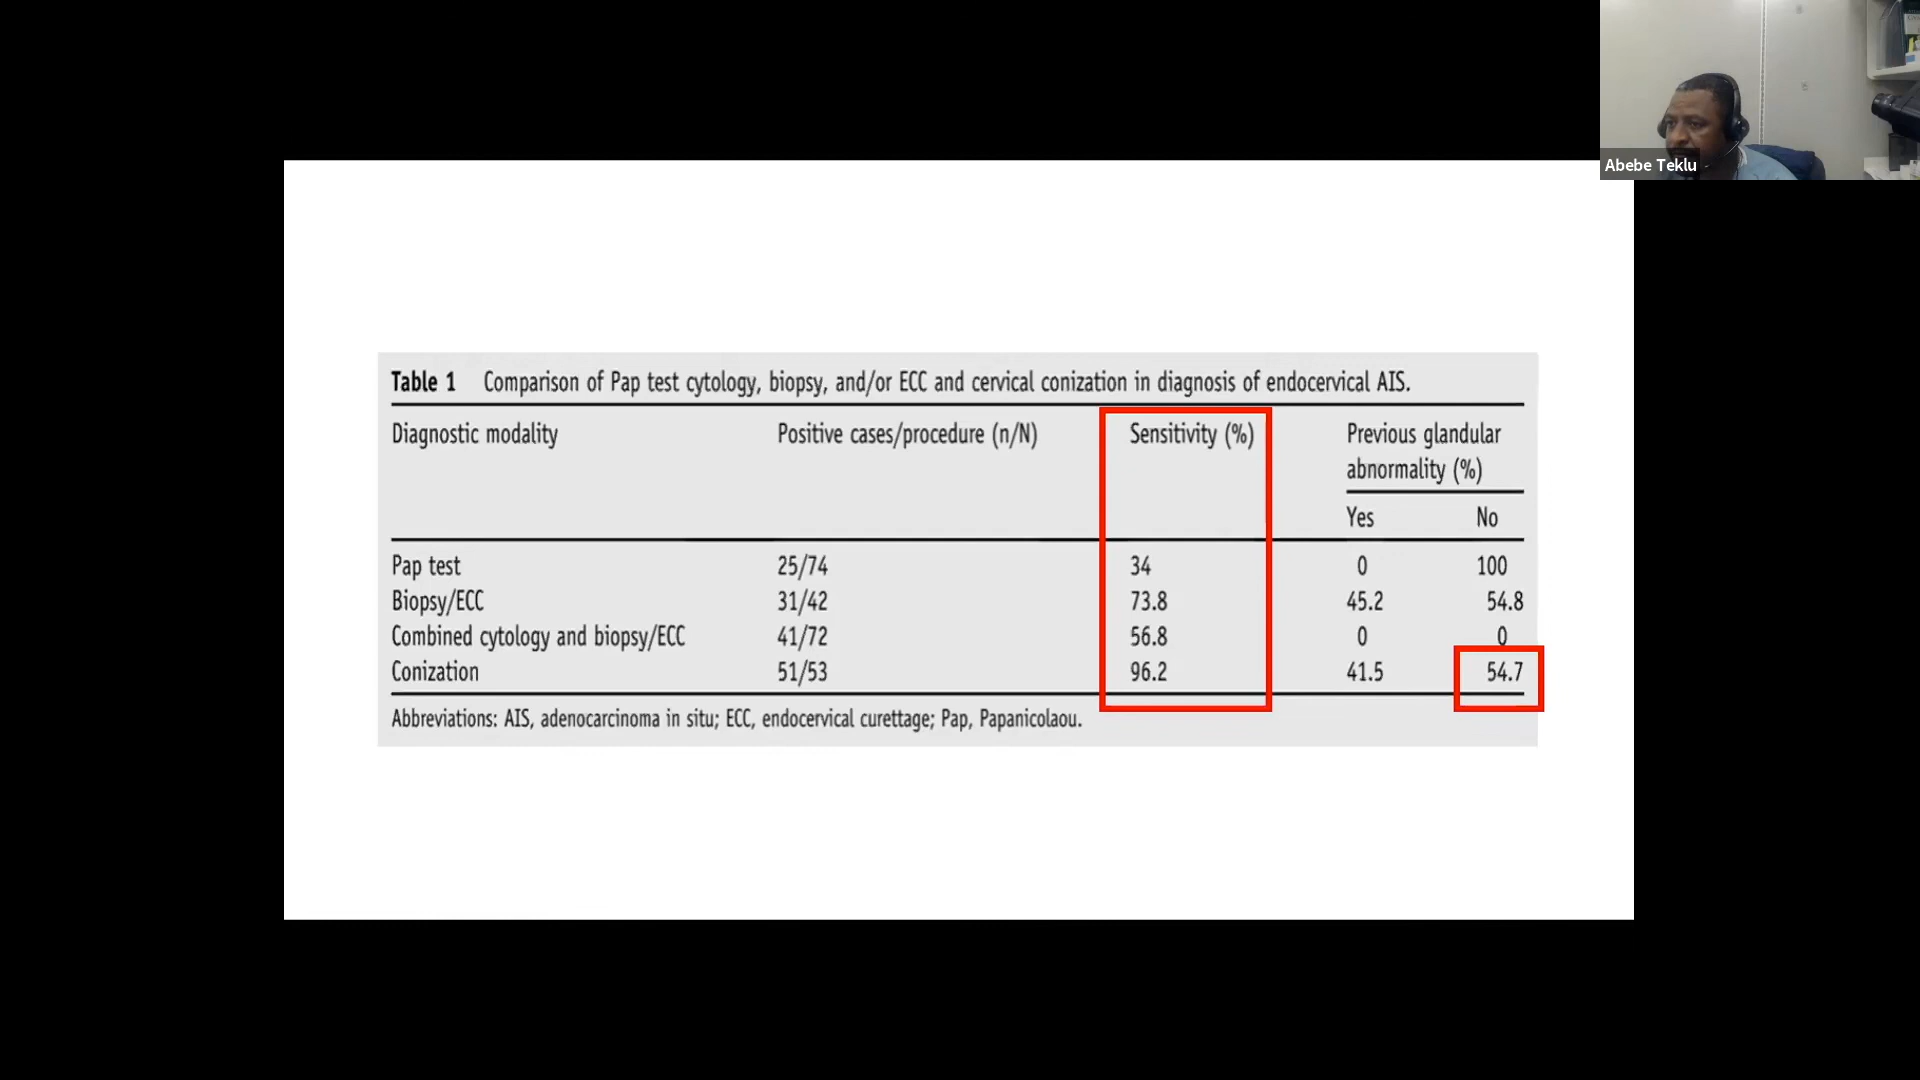 Abebe Teklu
Table 1 Comparison of Pap test cytology, biopsy, and/or ECC and cervical conization in diagnosis of endocervical AIS.
Diagnostic modality Positive cases/procedure (n/N) Sensitivity (%) Previous glandular
abnormality (%)
Yes No
Pap test 25/74 34 0 100
Biopsy/ECC 31/42 73.8 45.2 54.8
Combined cytology and biopsy/ECC 41/72 56.8 0 0
Conization 51/53 96.2 41.5 54.7
Abbreviations: AIS, adenocarcinoma in situ; ECC, endocervical curettage; Pap, Papanicolaou.